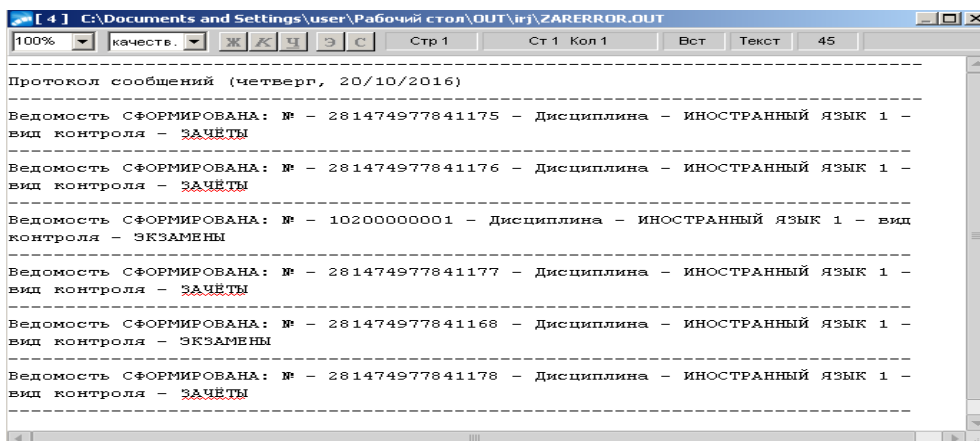 [ 4 ] C:\Documents and Settings\user\Рабочий стол\OUT\irj\ZARERROR.OUT
100% качеств. Ж К Ч Э С Стр 1 Ст 1 Кол 1 Вст Текст 45
Протокол сообщений (четверг, 20/10/2016)
Ведомость СФОРМИРОВАНА: № - 281474977841175 - Дисциплина - ИНОСТРАННЫЙ ЯЗЫК 1 -
вид контроля - ЗАЧЁТЫ
Ведомость СФОРМИРОВАНА: № - 281474977841176 - Дисциплина - ИНОСТРАННЫЙ ЯЗЫК 1 -
вид контроля - ЗАЧЁТЫ
Ведомость СФОРМИРОВАНА: № - 10200000001 - Дисциплина - ИНОСТРАННЫЙ ЯЗЫК 1 - вид
контроля - ЭКЗАМЕНЫ
Ведомость СФОРМИРОВАНА: № - 281474977841177 - Дисциплина - ИНОСТРАННЫЙ ЯЗЫК 1 -
вид контроля - ЗАЧЁТЫ
Ведомость СФОРМИРОВАНА: № - 281474977841168 - Дисциплина - ИНОСТРАННЫЙ ЯЗЫК 1 -
вид контроля - ЭКЗАМЕНЫ
Ведомость СФОРМИРОВАНА: № - 281474977841178 - Дисциплина - ИНОСТРАННЫЙ ЯЗЫК 1 -
вид контроля - ЗАЧЁТЫ